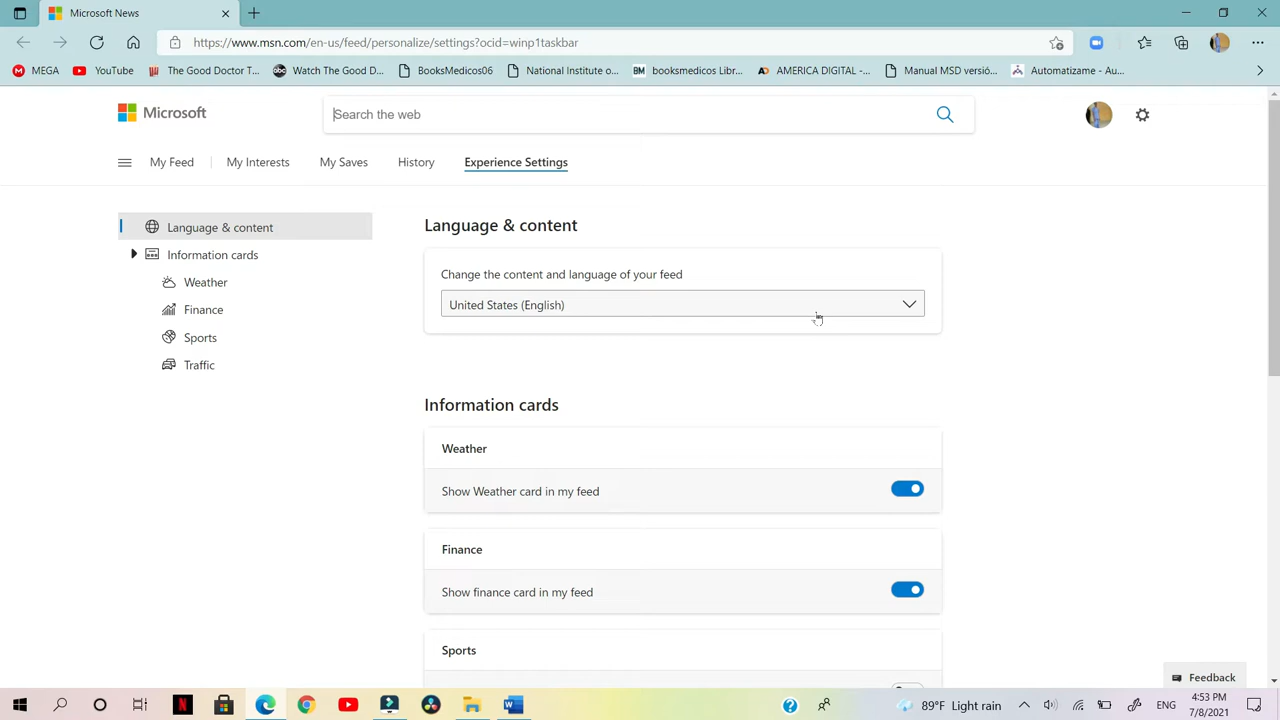 Microsoft News
https://www.msn.com/en-us/feed/personalize/settings?ocid=winp1taskbar
MEGA
YouTube
The Good Doctor T...
Watch The Good D...
BooksMedicos06
National Institute o...
booksmedicos Libr...
AMERICA DIGITAL -...
Manual MSD versió...
Automatizame - Au...
Microsoft
Search the web
My Feed
My Interests
My Saves
History
Experience Settings
Language & content
Information cards
Weather
Finance
Sports
Traffic
Language & content
Change the content and language of your feed
United States (English)
Information cards
Weather
Show Weather card in my feed
Finance
Show finance card in my feed
Sports
Feedback
89°F Light rain
ENG
4:53 PM
7/8/2021